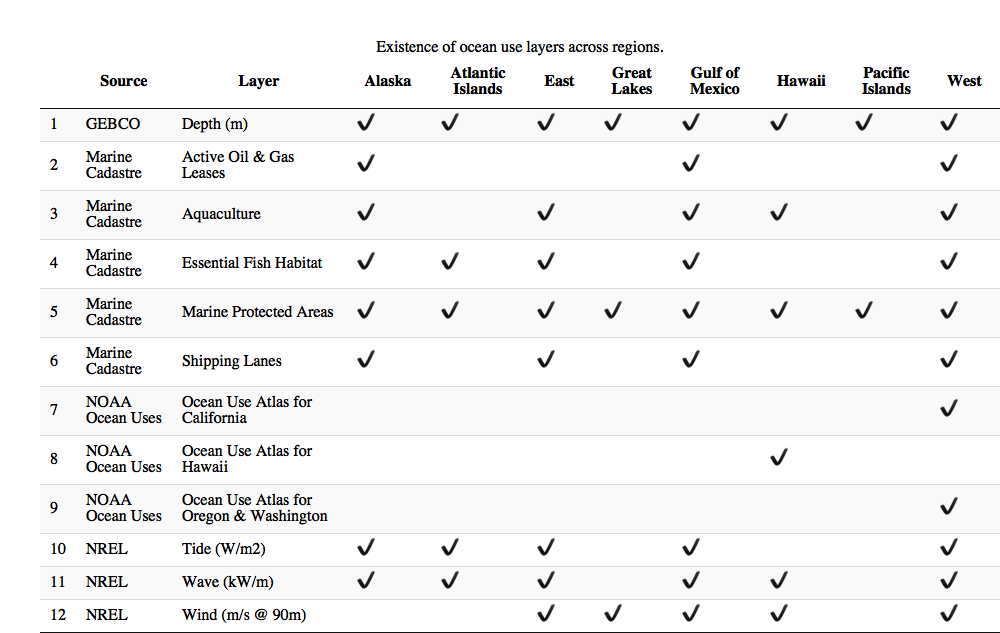 Existence of ocean use layers across regions.
Source Layer Alaska Atlantic Islands East Great Lakes Gulf of Mexico Hawaii Pacific Islands West
1 GEBCO Depth (m) ✓ ✓ ✓ ✓ ✓ ✓ ✓ ✓
2 Marine Cadastre Active Oil & Gas Leases ✓ ✓ ✓
3 Marine Cadastre Aquaculture ✓ ✓ ✓ ✓ ✓
4 Marine Cadastre Essential Fish Habitat ✓ ✓ ✓ ✓ ✓
5 Marine Cadastre Marine Protected Areas ✓ ✓ ✓ ✓ ✓ ✓ ✓ ✓
6 Marine Cadastre Shipping Lanes ✓ ✓ ✓ ✓
7 NOAA Ocean Uses Ocean Use Atlas for California ✓
8 NOAA Ocean Uses Ocean Use Atlas for Hawaii ✓
9 NOAA Ocean Uses Ocean Use Atlas for Oregon & Washington ✓
10 NREL Tide (W/m2) ✓ ✓ ✓ ✓ ✓
11 NREL Wave (kW/m) ✓ ✓ ✓ ✓ ✓ ✓
12 NREL Wind (m/s @ 90m) ✓ ✓ ✓ ✓ ✓